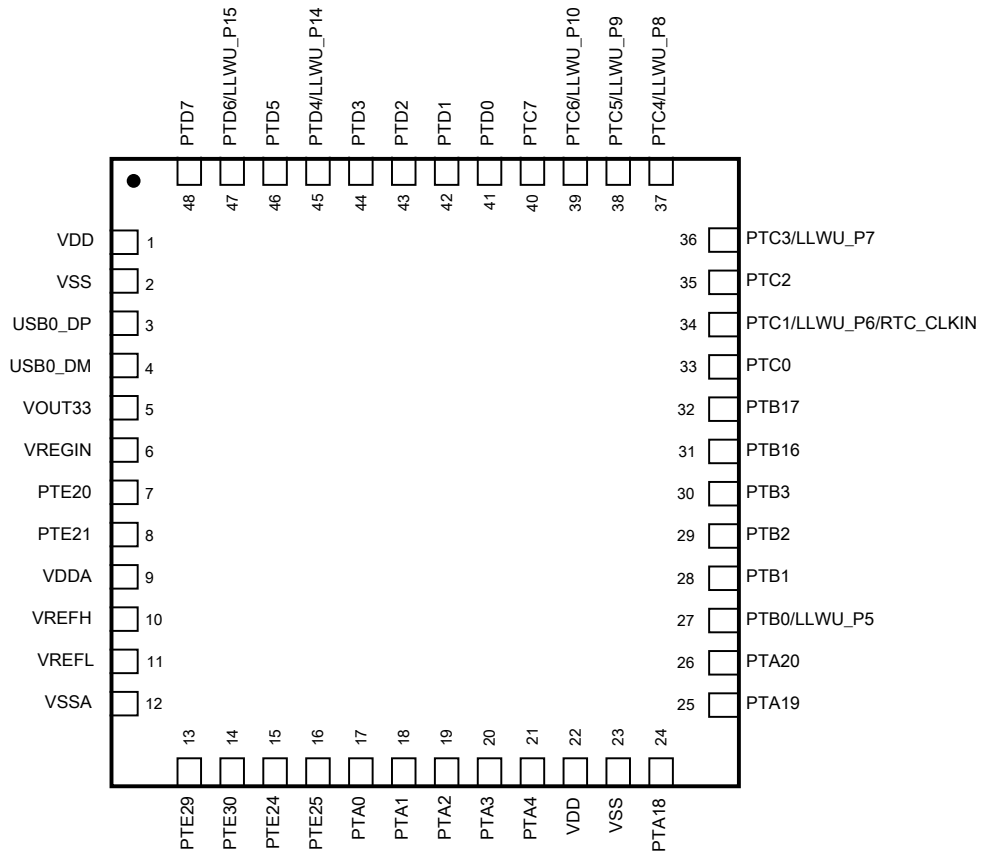 PTD7
PTD6/LLWU_P15
PTD5
PTD4/LLWU_P14
PTD3
PTD2
PTD1
PTD0
PTC7
PTC6/LLWU_P10
PTC5/LLWU_P9
PTC4/LLWU_P8
48
47
46
45
44
43
42
41
40
39
38
37
VDD 1
VSS 2
USB0_DP 3
USB0_DM 4
VOUT33 5
VREGIN 6
PTE20 7
PTE21 8
VDDA 9
VREFH 10
VREFL 11
VSSA 12
36 PTC3/LLWU_P7
35 PTC2
34 PTC1/LLWU_P6/RTC_CLKIN
33 PTC0
32 PTB17
31 PTB16
30 PTB3
29 PTB2
28 PTB1
27 PTB0/LLWU_P5
26 PTA20
25 PTA19
13
14
15
16
17
18
19
20
21
22
23
24
PTE29
PTE30
PTE24
PTE25
PTA0
PTA1
PTA2
PTA3
PTA4
VDD
VSS
PTA18